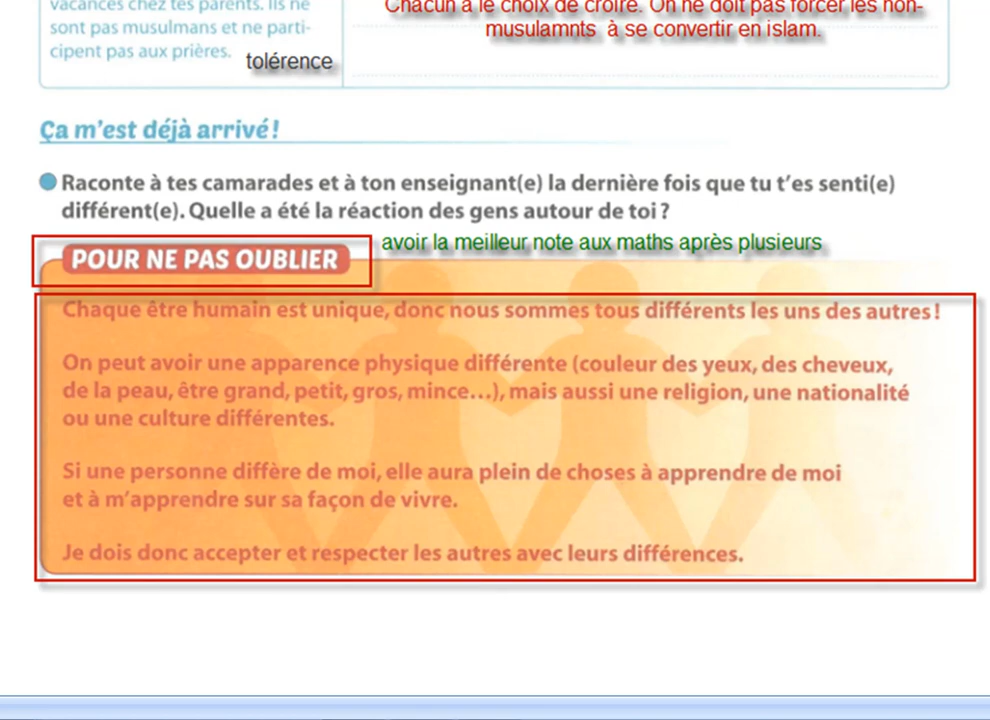 vacances chez tes parents. Ils ne
sont pas musulmans et ne parti-
cipent pas aux prières.
tolérence
Chacun a le choix de croire. On ne doit pas forcer les non-
musulamnts à se convertir en islam.
Ça m'est déjà arrivé !
Raconte à tes camarades et à ton enseignant(e) la dernière fois que tu t'es senti(e)
différent(e). Quelle a été la réaction des gens autour de toi ?
avoir la meilleur note aux maths après plusieurs
POUR NE PAS OUBLIER
Chaque être humain est unique, donc nous sommes tous différents les uns des autres !
On peut avoir une apparence physique différente (couleur des yeux, des cheveux,
de la peau, être grand, petit, gros, mince...), mais aussi une religion, une nationalité
ou une culture différentes.
Si une personne diffère de moi, elle aura plein de choses à apprendre de moi
et à m'apprendre sur sa façon de vivre.
Je dois donc accepter et respecter les autres avec leurs différences.